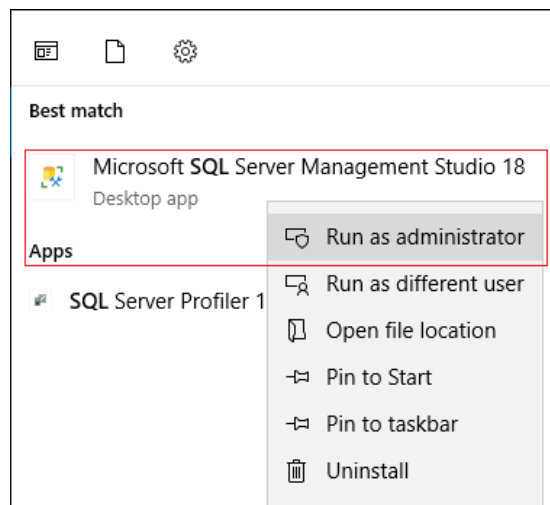 Best match
Microsoft SQL Server Management Studio 18
Desktop app
Run as administrator
Apps
Run as different user
SQL Server Profiler 1
Open file location
Pin to Start
Pin to taskbar
Uninstall